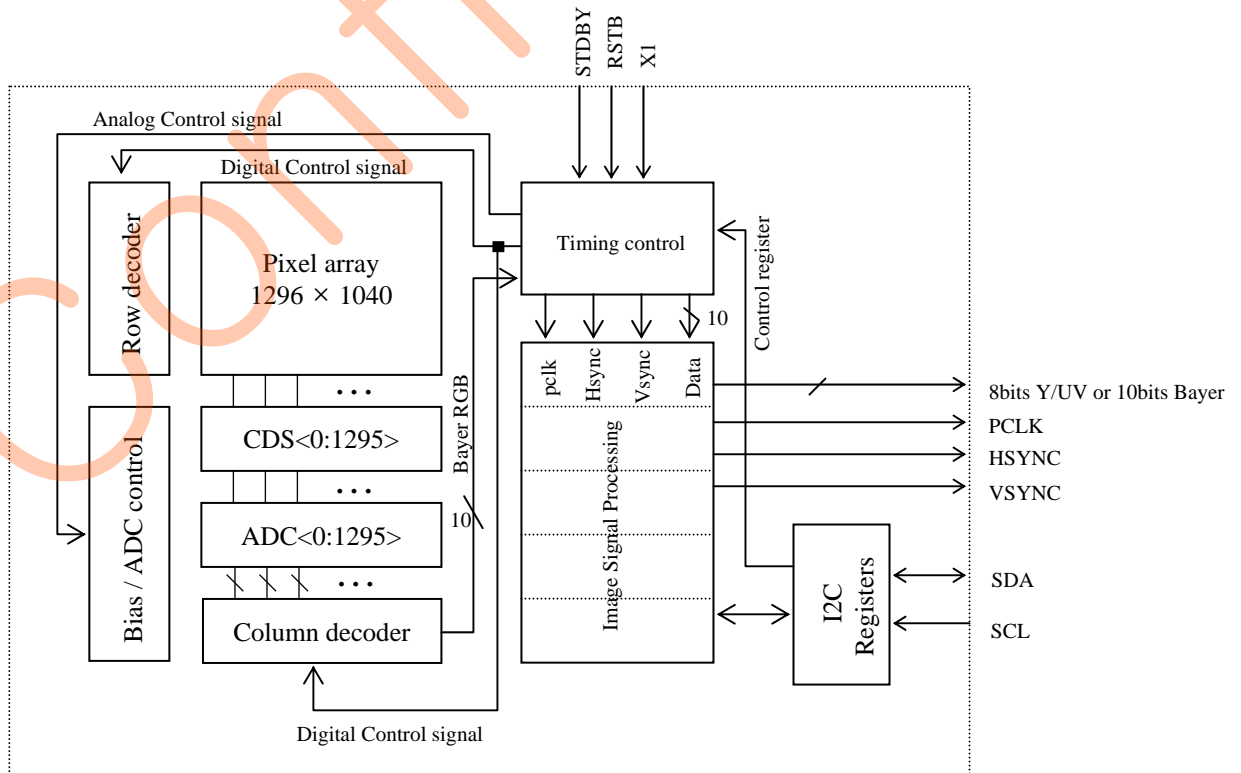 STDBY
RSTB
X1
Analog Control signal
Digital Control signal
Row decoder
Pixel array
1296 × 1040
Timing control
Control register
10
pclk
Hsync
Vsync
Data
8bits Y/UV or 10bits Bayer
PCLK
HSYNC
VSYNC
Bias / ADC control
CDS<0:1295>
Bayer RGB
10
ADC<0:1295>
Column decoder
Image Signal Processing
I2C
Registers
SDA
SCL
Digital Control signal